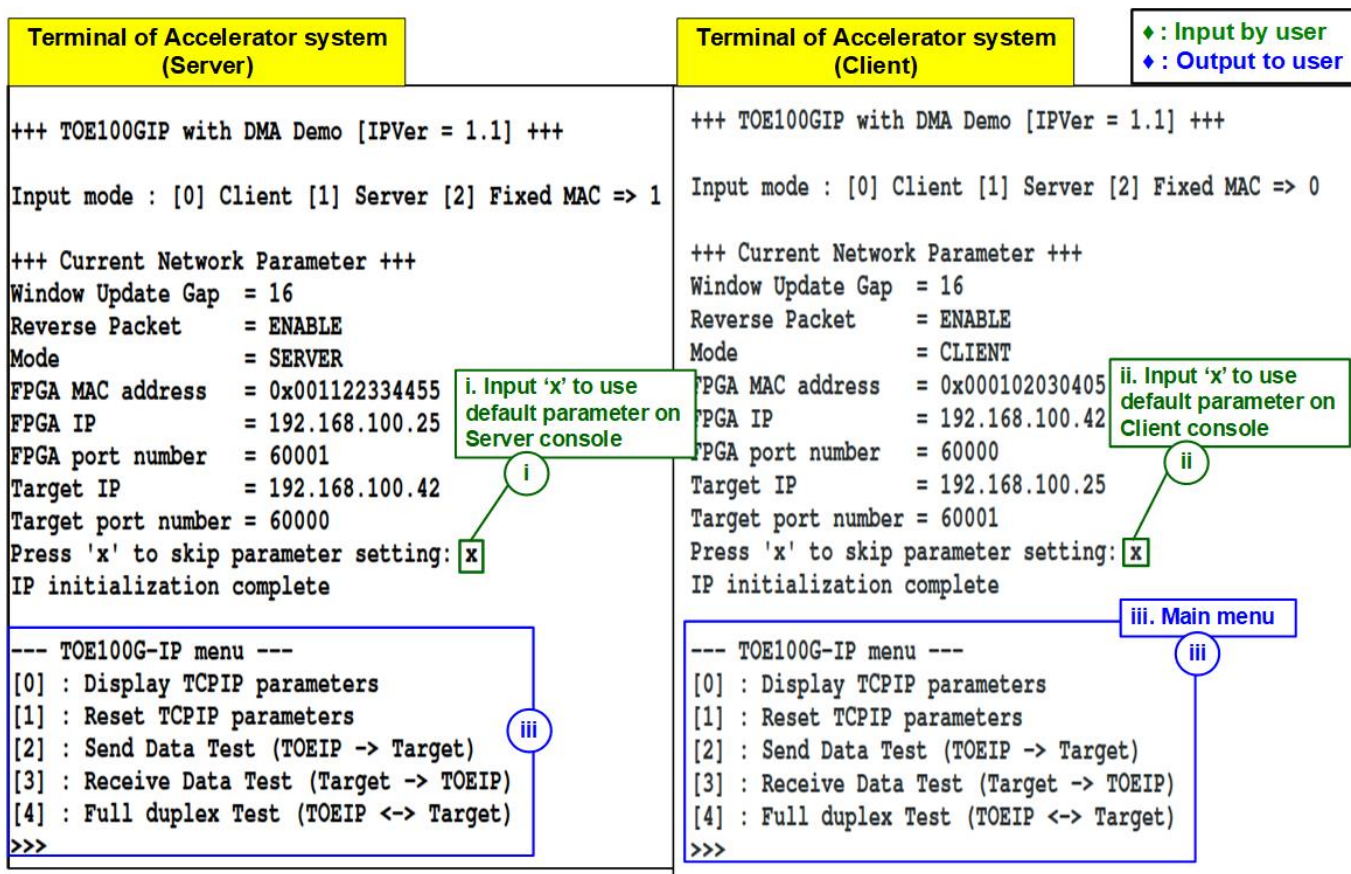 Terminal of Accelerator system
(Server)
+++ TOE100GIP with DMA Demo [IPVer = 1.1] +++
Input mode : [0] Client [1] Server [2] Fixed MAC => 1
+++ Current Network Parameter +++
Window Update Gap = 16
Reverse Packet = ENABLE
Mode = SERVER
FPGA MAC address = 0x001122334455
FPGA IP = 192.168.100.25
FPGA port number = 60001
Target IP = 192.168.100.42
Target port number = 60000
Press 'x' to skip parameter setting: x
IP initialization complete
i. Input ‘x’ to use
default parameter on
Server console
i
--- TOE100G-IP menu ---
[0] : Display TCPIP parameters
[1] : Reset TCPIP parameters
[2] : Send Data Test (TOEIP -> Target)
[3] : Receive Data Test (Target -> TOEIP)
[4] : Full duplex Test (TOEIP <-> Target)
>>>
iii
Terminal of Accelerator system
(Client)
♦ : Input by user
♦ : Output to user
+++ TOE100GIP with DMA Demo [IPVer = 1.1] +++
Input mode : [0] Client [1] Server [2] Fixed MAC => 0
+++ Current Network Parameter +++
Window Update Gap = 16
Reverse Packet = ENABLE
Mode = CLIENT
FPGA MAC address = 0x000102030405
FPGA IP = 192.168.100.42
FPGA port number = 60000
Target IP = 192.168.100.25
Target port number = 60001
Press 'x' to skip parameter setting: x
IP initialization complete
ii. Input ‘x’ to use
default parameter on
Client console
ii
iii. Main menu
iii
--- TOE100G-IP menu ---
[0] : Display TCPIP parameters
[1] : Reset TCPIP parameters
[2] : Send Data Test (TOEIP -> Target)
[3] : Receive Data Test (Target -> TOEIP)
[4] : Full duplex Test (TOEIP <-> Target)
>>>